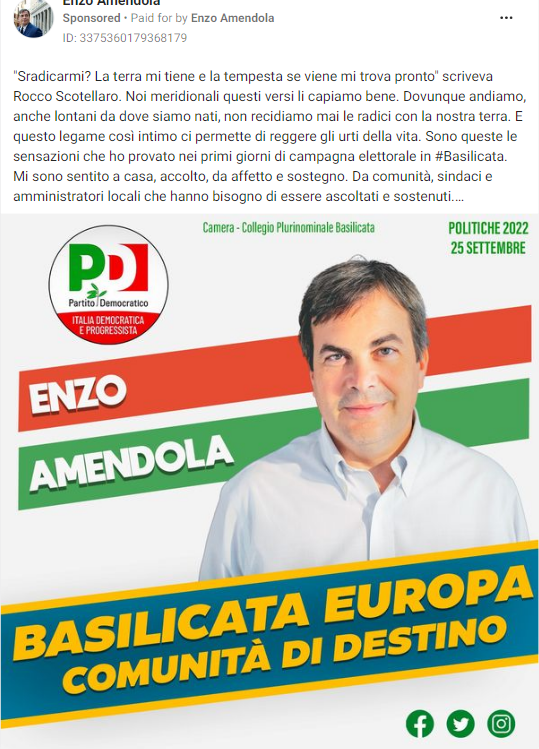 Enzo Amendola
Sponsored • Paid for by Enzo Amendola
ID: 3375360179368179
"Sradicarmi? La terra mi tiene e la tempesta se viene mi trova pronto" scriveva
Rocco Scotellaro. Noi meridionali questi versi li capiamo bene. Dovunque andiamo,
anche lontani da dove siamo nati, non recidiamo mai le radici con la nostra terra. E
questo legame così intimo ci permette di reggere gli urti della vita. Sono queste le
sensazioni che ho provato nei primi giorni di campagna elettorale in #Basilicata.
Mi sono sentito a casa, accolto, da affetto e sostegno. Da comunità, sindaci e
amministratori locali che hanno bisogno di essere ascoltati e sostenuti....
Camera - Collegio Plurinominale Basilicata
POLITICHE 2022
25 SETTEMBRE
PD
Partito Democratico
ITALIA DEMOCRATICA
E PROGRESSISTA
ENZO
AMENDOLA
BASILICATA EUROPA
COMUNITÀ DI DESTINO